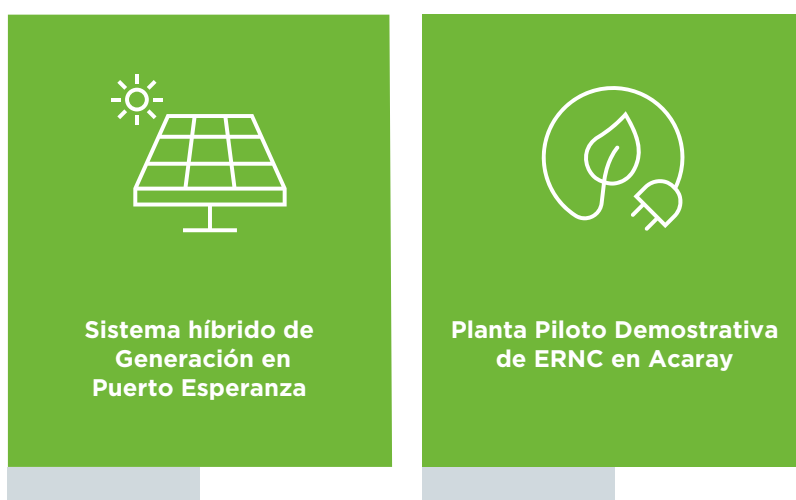 Sistema híbrido de
Generación en
Puerto Esperanza
Planta Piloto Demostrativa
de ERNC en Acaray